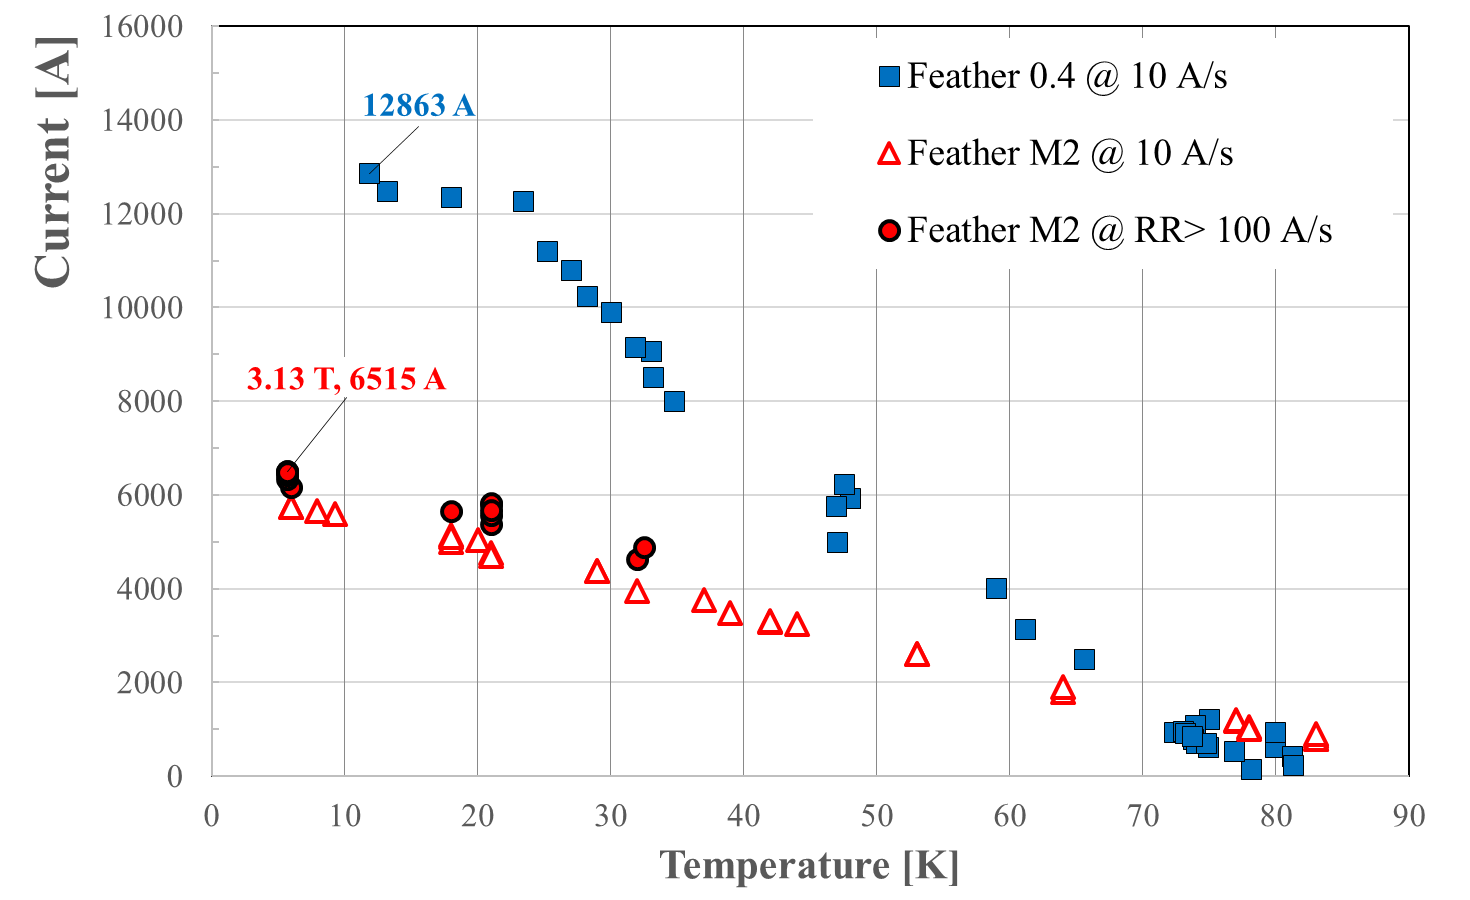 Current [A]
16000
14000
12000
10000
8000
6000
4000
2000
0
12863 A
3.13 T, 6515 A
Feather 0.4 @ 10 A/s
Feather M2 @ 10 A/s
Feather M2 @ RR> 100 A/s
0 10 20 30 40 50 60 70 80 90
Temperature [K]